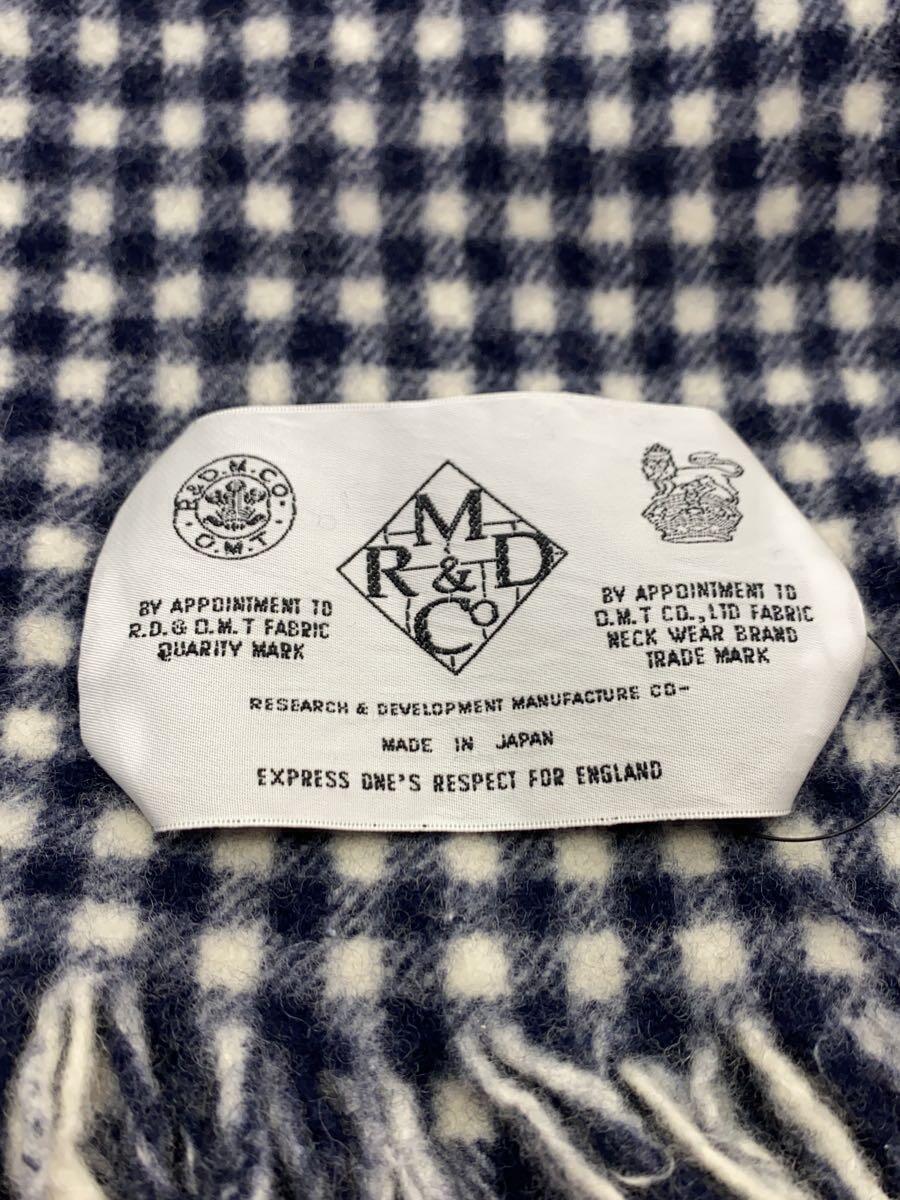 R&D.M.CO.
O.M.T
BY APPOINTMENT TO
R.D.& O.M.T FABRIC
QUARITY MARK
M
R & D
Co
BY APPOINTMENT TO
O.M.T CO.,LTD FABRIC
NECK WEAR BRAND
TRADE MARK
RESEARCH & DEVELOPMENT MANUFACTURE CO-
MADE IN JAPAN
EXPRESS ONE'S RESPECT FOR ENGLAND